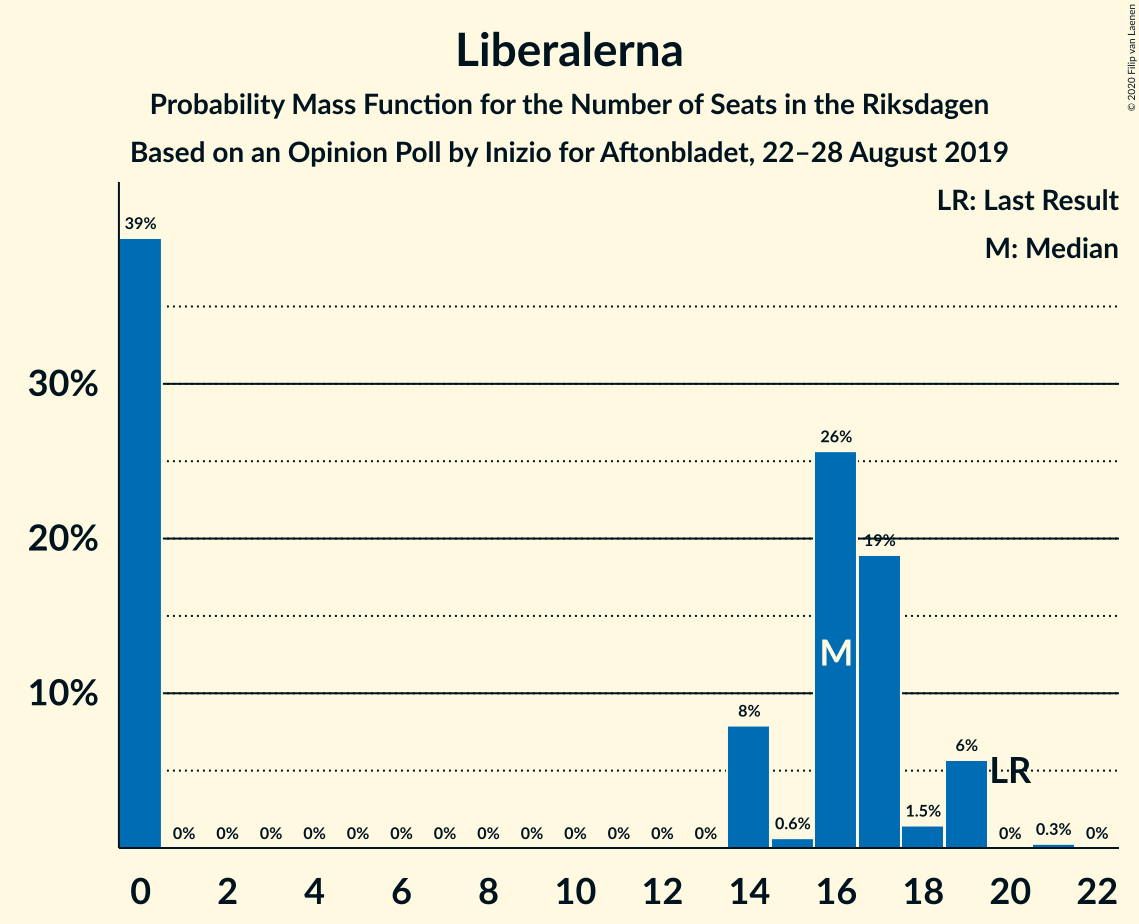 Liberalerna
Probability Mass Function for the Number of Seats in the Riksdagen
Based on an Opinion Poll by Inizio for Aftonbladet, 22–28 August 2019
© 2020 Filip van Laenen
LR: Last Result
M: Median
39%
30%
26%
20%
19%
M
10%
8%
6%
LR
1.5%
0.6%
0.3%
0% 0% 0% 0% 0% 0% 0% 0% 0% 0% 0% 0% 0% 0% 0%
0 2 4 6 8 10 12 14 16 18 20 22